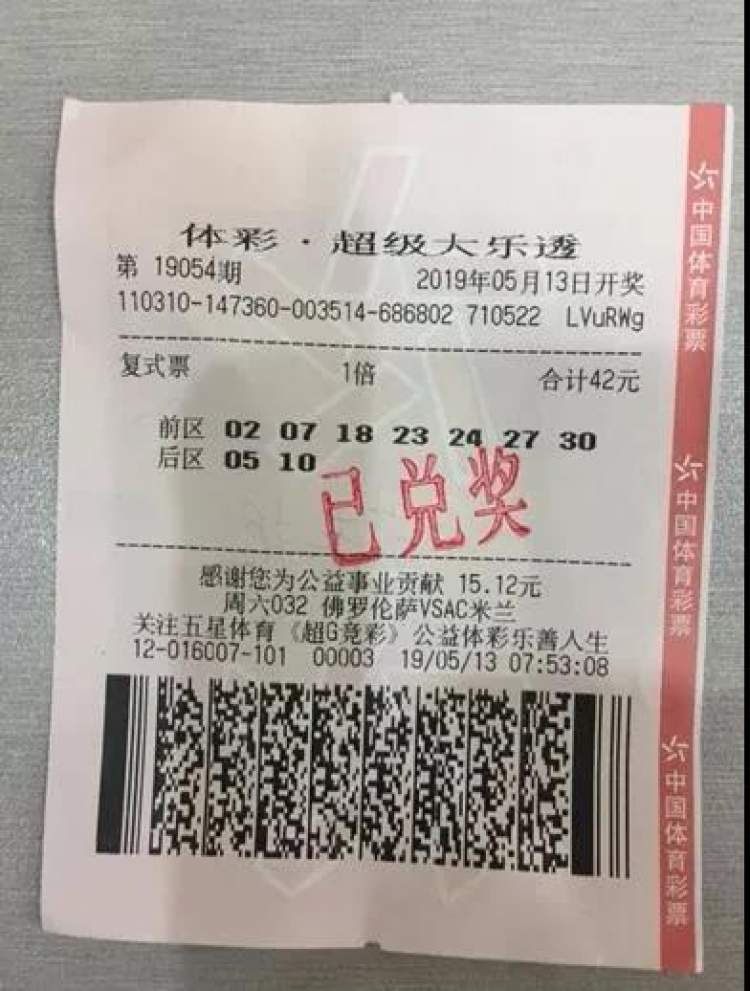 体彩·超级大乐透
第 19054期 2019年05月13日开奖
110310-147360-003514-686802 710522 LVuRWg
复式票 1倍 合计42元
前区 02 07 18 23 24 27 30
后区 05 10
已兑奖
感谢您为公益事业贡献 15.12元
周六032 佛罗伦萨VSAC米兰
关注五星体育《超G竞彩》公益体彩乐善人生
12-016007-101 00003 19/05/13 07:53:08
中国体育彩票
中国体育彩票
中国体育彩票